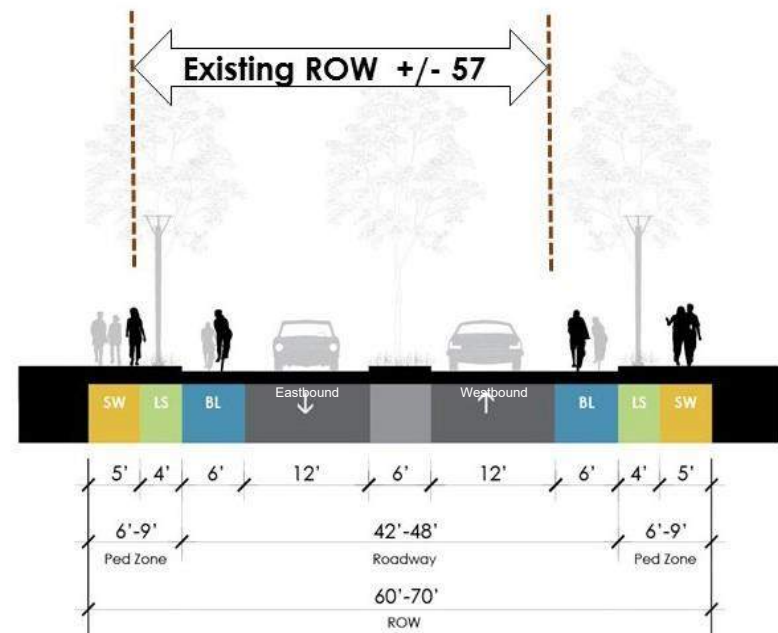 Existing ROW +/- 57
SW LS BL Eastbound Westbound BL LS SW
5' 4' 6' 12' 6' 12' 6' 4' 5'
6'-9' 42'-48' 6'-9'
Ped Zone Roadway Ped Zone
60'-70'
ROW